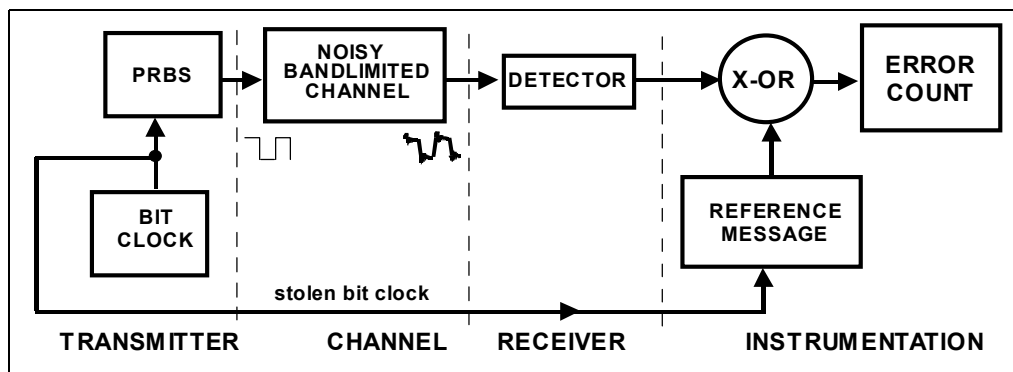 PRBS
NOISY
BANDLIMITED
CHANNEL
DETECTOR
X-OR
ERROR
COUNT
BIT
CLOCK
REFERENCE
MESSAGE
stolen bit clock
TRANSMITTER
CHANNEL
RECEIVER
INSTRUMENTATION